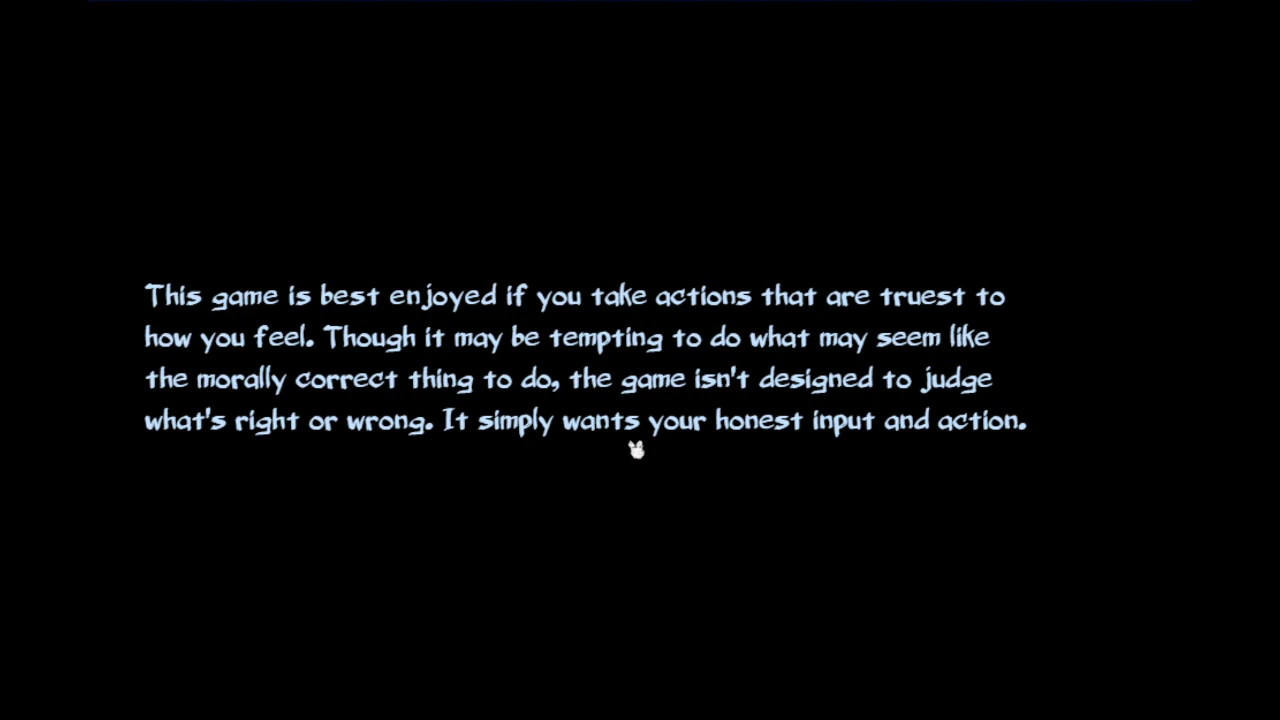 This game is best enjoyed if you take actions that are truest to
how you feel. Though it may be tempting to do what may seem like
the morally correct thing to do, the game isn't designed to judge
what's right or wrong. It simply wants your honest input and action.